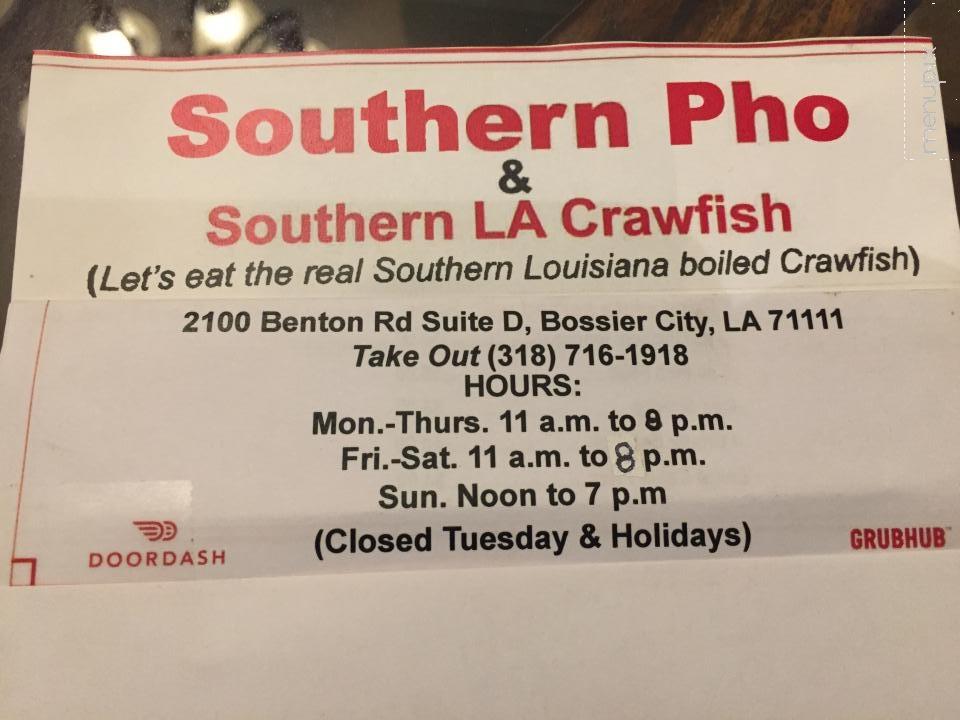 Southern Pho
&
Southern LA Crawfish
(Let's eat the real Southern Louisiana boiled Crawfish)
2100 Benton Rd Suite D, Bossier City, LA 71111
Take Out (318) 716-1918
HOURS:
Mon.-Thurs. 11 a.m. to 8 p.m.
Fri.-Sat. 11 a.m. to 8 p.m.
Sun. Noon to 7 p.m
(Closed Tuesday & Holidays)
DOORDASH
GRUBHUB
menupix